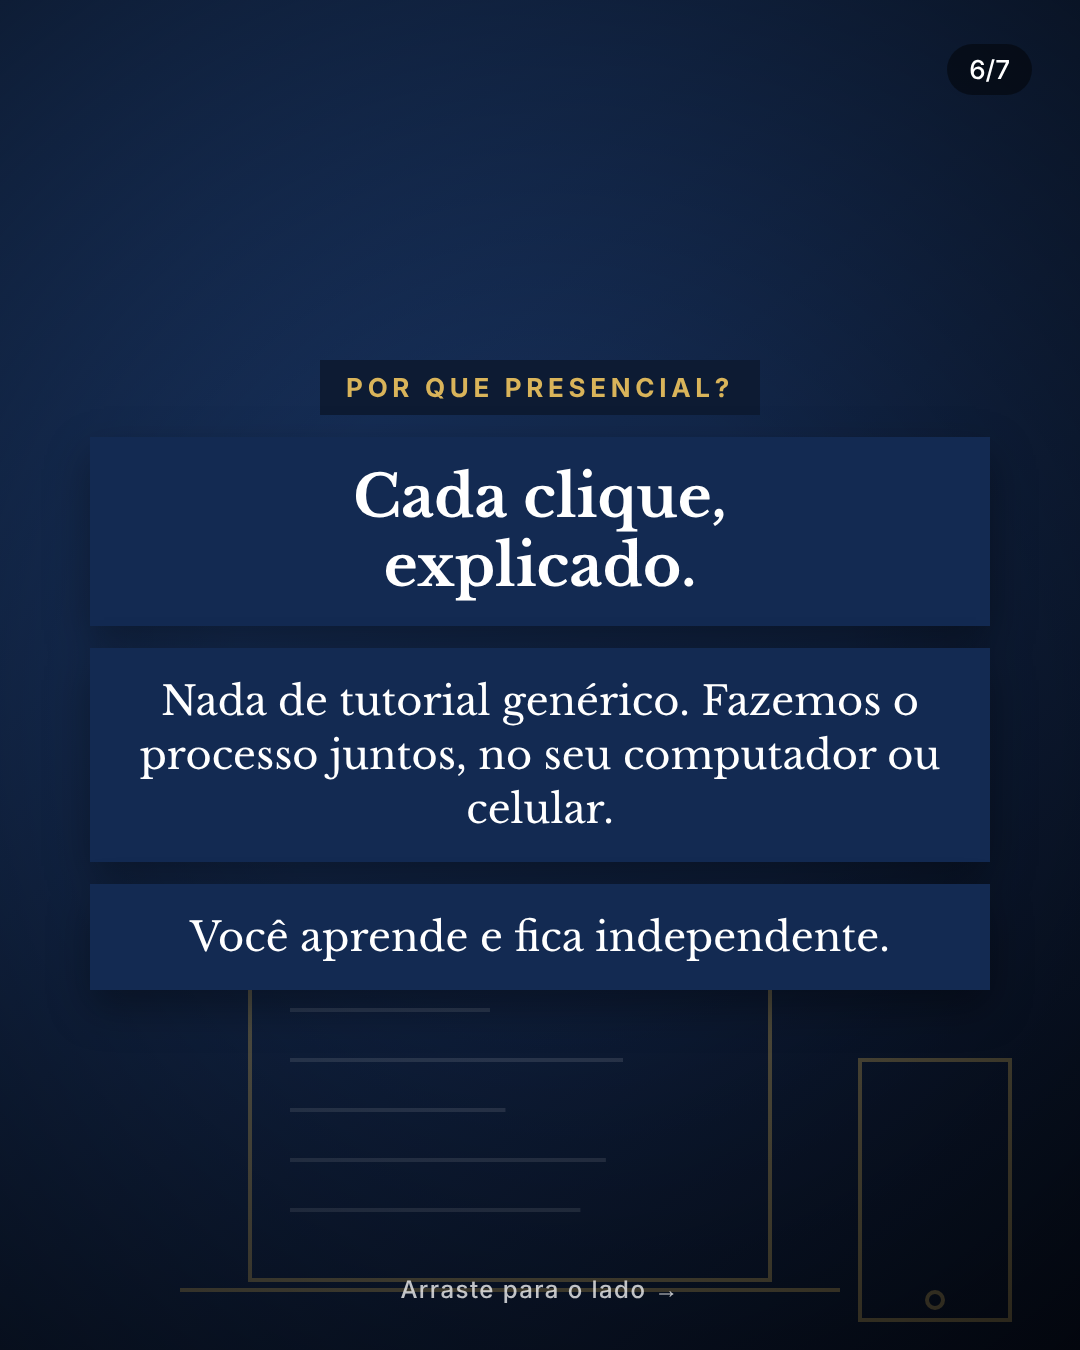 6/7
POR QUE PRESENCIAL?
Cada clique,
explicado.
Nada de tutorial genérico. Fazemos o
processo juntos, no seu computador ou
celular.
Você aprende e fica independente.
Arraste para o lado →